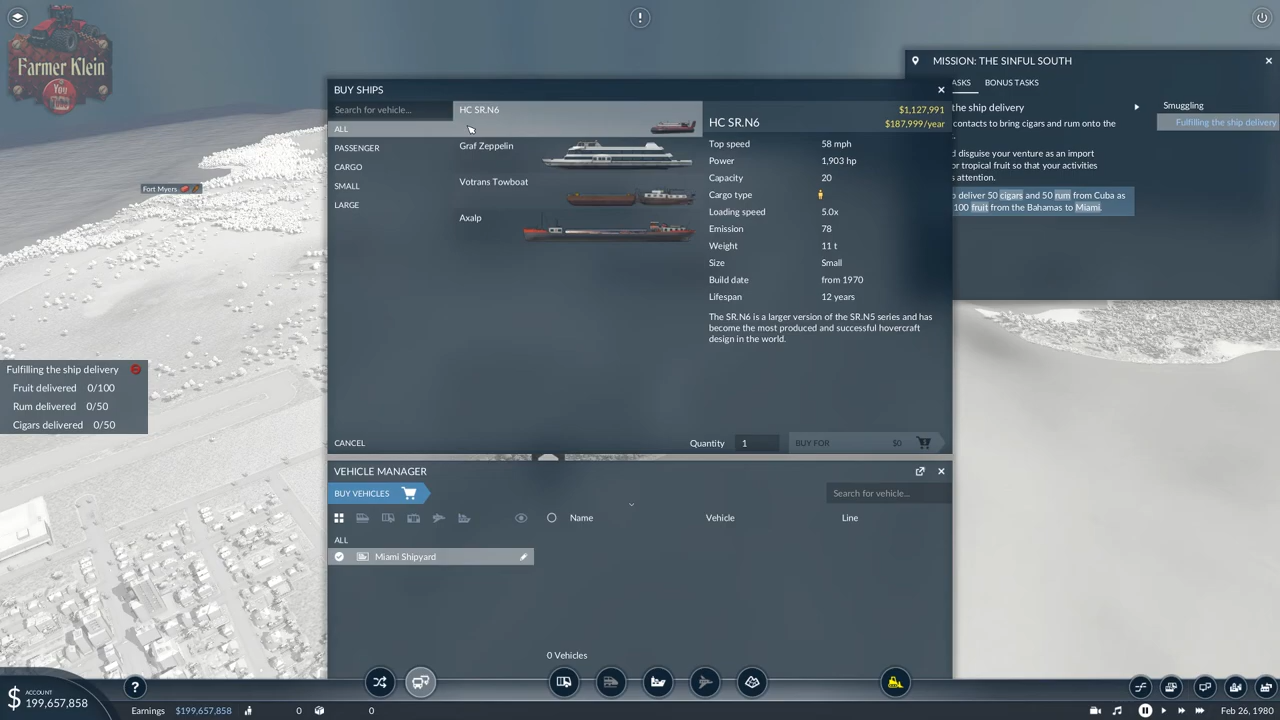 Farmer Klein
You
Tube
BUY SHIPS
Search for vehicle...
ALL
PASSENGER
CARGO
SMALL
LARGE
HC SR.N6
Graf Zeppelin
Votrans Towboat
Axalp
HC SR.N6
$1,127,991
$187,999/year
Top speed 58 mph
Power 1,903 hp
Capacity 20
Cargo type
Loading speed 5.0x
Emission 78
Weight 11 t
Size Small
Build date from 1970
Lifespan 12 years
The SR.N6 is a larger version of the SR.N5 series and has
become the most produced and successful hovercraft
design in the world.
CANCEL
Quantity 1
BUY FOR $0
MISSION: THE SINFUL SOUTH
ASKS BONUS TASKS
the ship delivery
contacts to bring cigars and rum onto the
d disguise your venture as an import
or tropical fruit so that your activities
s attention.
o deliver 50 cigars and 50 rum from Cuba as
100 fruit from the Bahamas to Miami.
Smuggling
Fulfilling the ship delivery
Fort Myers
Fulfilling the ship delivery
Fruit delivered 0/100
Rum delivered 0/50
Cigars delivered 0/50
VEHICLE MANAGER
BUY VEHICLES
Search for vehicle...
Name Vehicle Line
ALL
Miami Shipyard
0 Vehicles
$ ACCOUNT
199,657,858
?
Earnings $199,657,858 0 0
Feb 26, 1980